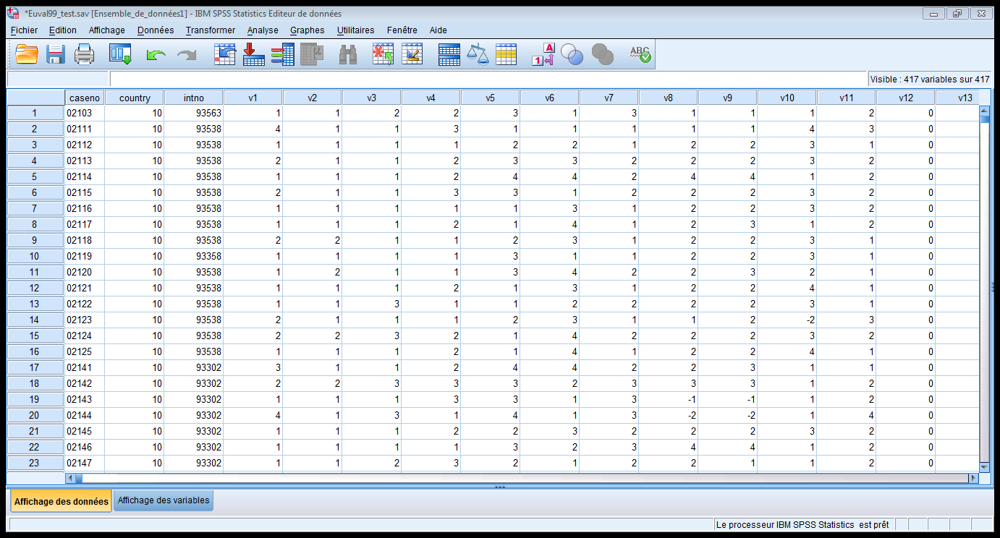 *Euval99_test.sav [Ensemble_de_données1] - IBM SPSS Statistics Editeur de données
Fichier Edition Affichage Données Transformer Analyse Graphes Utilitaires Fenêtre Aide
A
1
ABC
µ
Visible : 417 variables sur 417
caseno country intno v1 v2 v3 v4 v5 v6 v7 v8 v9 v10 v11 v12 v13
1 02103 10 93563 1 1 2 2 3 1 3 1 1 1 2 0
2 02111 10 93538 4 1 1 3 1 1 1 1 1 4 3 0
3 02112 10 93538 1 1 1 1 2 2 1 2 2 3 1 0
4 02113 10 93538 2 1 1 2 3 3 2 2 2 3 2 0
5 02114 10 93538 1 1 1 2 4 4 2 4 4 1 2 0
6 02115 10 93538 2 1 1 3 3 1 2 2 2 3 2 0
7 02116 10 93538 1 1 1 1 1 3 1 2 2 3 2 0
8 02117 10 93538 1 1 1 2 1 4 1 2 3 1 2 0
9 02118 10 93538 2 2 1 1 2 3 1 2 2 3 1 0
10 02119 10 93358 1 1 1 1 3 1 1 2 2 3 1 0
11 02120 10 93538 1 2 1 1 3 4 2 2 3 2 1 0
12 02121 10 93538 1 1 1 2 1 3 1 2 2 4 1 0
13 02122 10 93538 1 1 3 1 1 2 2 2 2 3 1 0
14 02123 10 93538 2 1 1 1 2 3 1 1 2 -2 3 0
15 02124 10 93538 2 2 3 2 1 4 2 2 2 3 2 0
16 02125 10 93538 1 1 1 2 1 4 1 2 2 4 1 0
17 02141 10 93302 3 1 1 2 4 4 2 2 3 1 1 0
18 02142 10 93302 2 2 3 3 3 2 3 3 3 1 2 0
19 02143 10 93302 1 1 1 3 3 1 3 -1 -1 1 2 0
20 02144 10 93302 4 1 3 1 4 1 3 -2 -2 1 4 0
21 02145 10 93302 1 1 1 2 2 3 2 2 2 3 2 0
22 02146 10 93302 1 1 1 1 3 2 3 4 4 1 2 0
23 02147 10 93302 1 1 2 3 2 1 2 2 1 1 2 0
Affichage des données Affichage des variables
Le processeur IBM SPSS Statistics est prêt